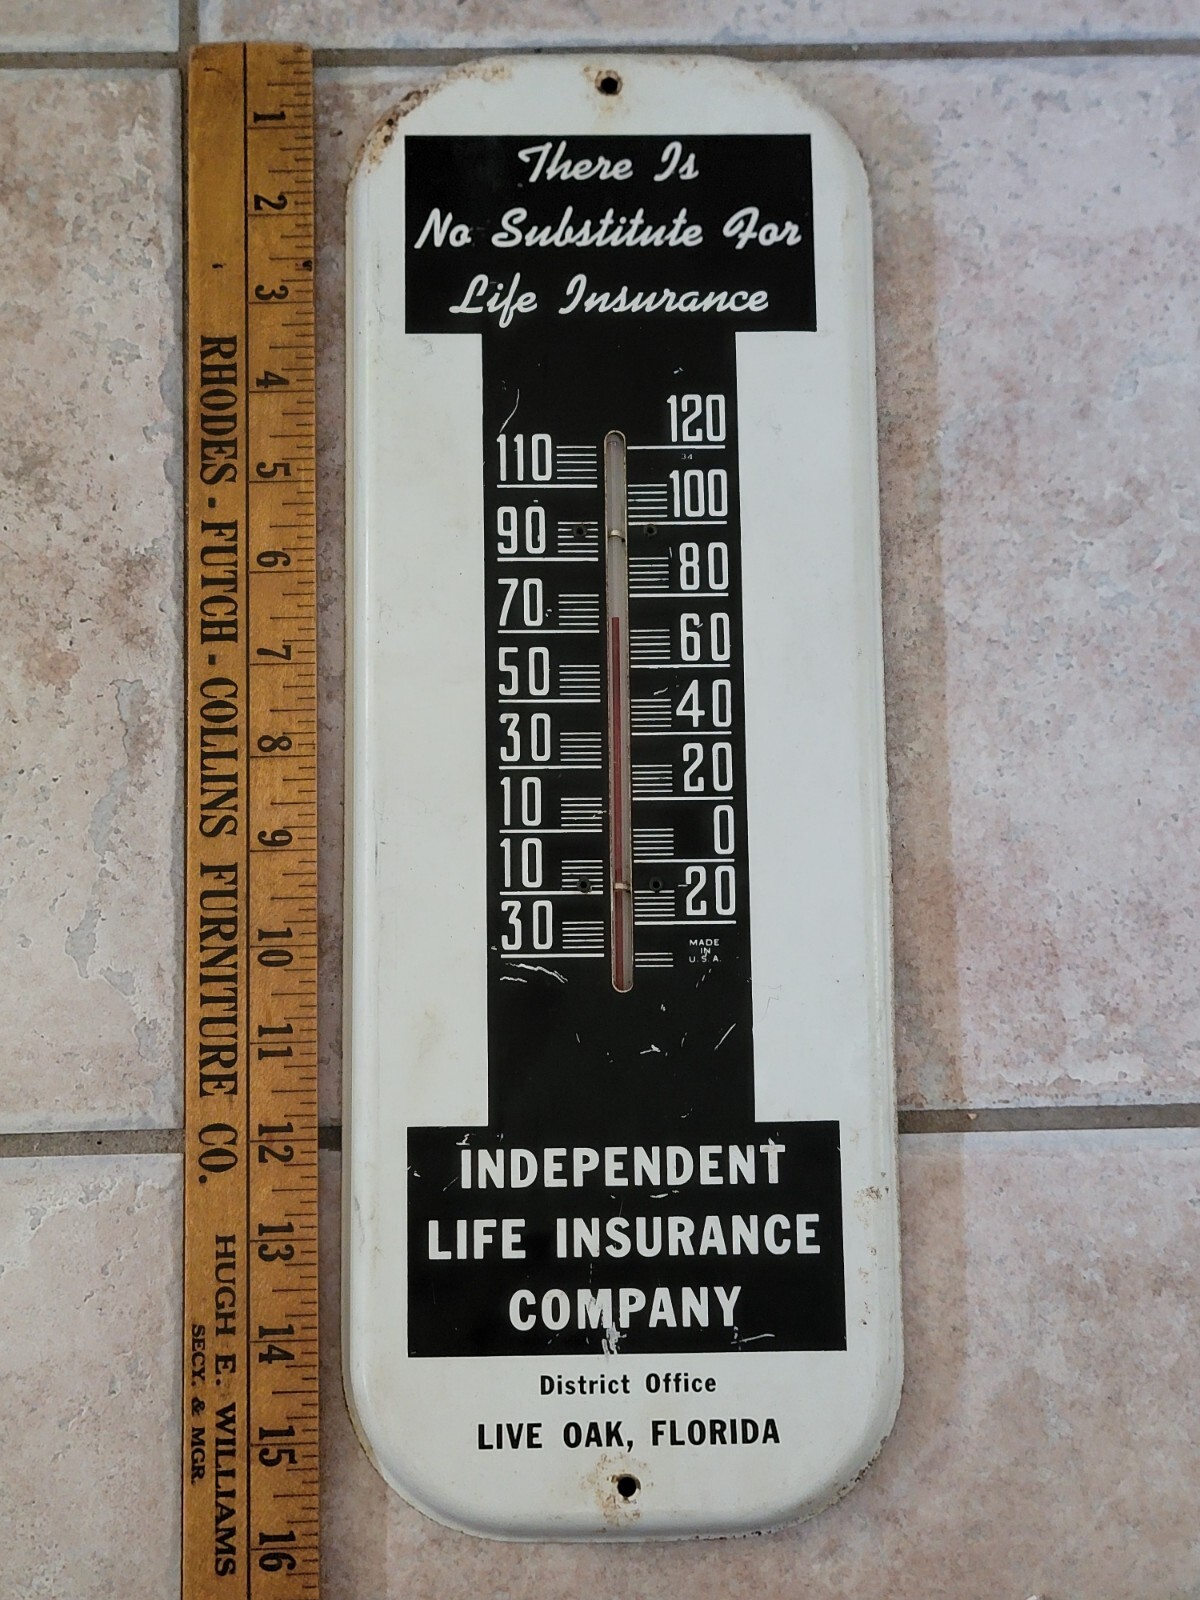 There Is
No Substitute For
Life Insurance
120
110
34
100
90
80
70
60
50
40
30
20
10
0
10
20
30
MADE
IN
U.S.A.
INDEPENDENT
LIFE INSURANCE
COMPANY
District Office
LIVE OAK, FLORIDA
1
2
3
4
5
6
7
8
9
10
11
12
13
14
15
16
RHODES - FUTCH - COLLINS FURNITURE CO.
HUGH E. WILLIAMS
SECY. & MGR.